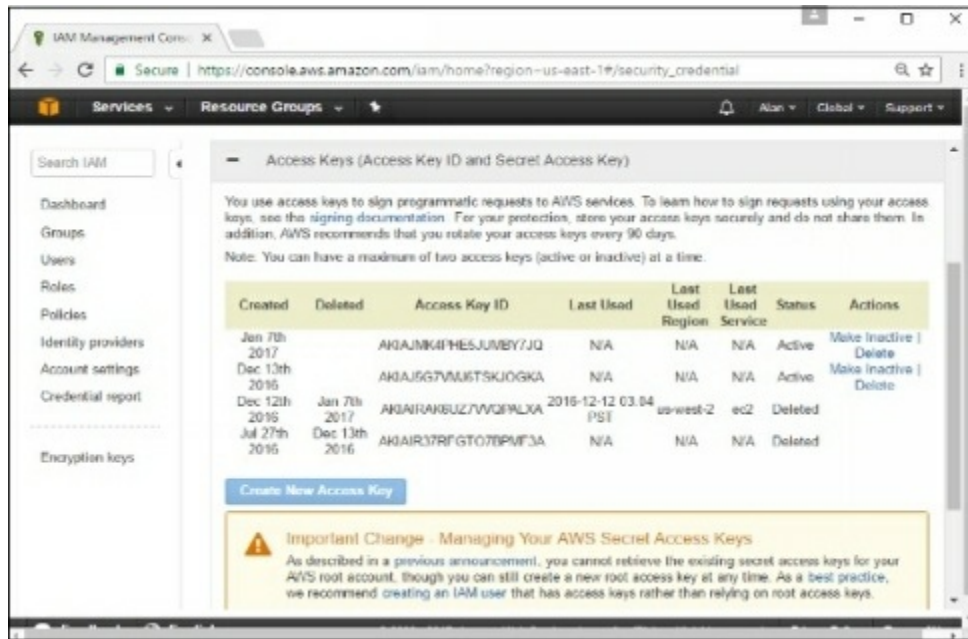 IAM Management Cons
Secure | https://console.aws.amazon.com/iam/home?region=us-east-1#/security_credential
Services Resource Groups Alan Global Support
Search IAM
Dashboard
Groups
Users
Roles
Policies
Identity providers
Account settings
Credential report
Encryption keys
Access Keys (Access Key ID and Secret Access Key)
You use access keys to sign programmatic requests to AWS services. To learn how to sign requests using your access
keys, see the signing documentation. For your protection, store your access keys securely and do not share them. In
addition, AWS recommends that you rotate your access keys every 90 days.
Note: You can have a maximum of two access keys (active or inactive) at a time.
Created Deleted Access Key ID Last Used Last Used Region Last Used Service Status Actions
Jan 7th 2017 N/A N/A N/A Active Make Inactive | Delete
Dec 13th 2016 N/A N/A N/A Active Make Inactive | Delete
Dec 12th 2016 Jan 7th 2017 2016-12-12 03:04 PST us-west-2 ec2 Deleted
Jul 27th 2016 Dec 13th 2016 N/A N/A N/A Deleted
Create New Access Key
Important Change - Managing Your AWS Secret Access Keys
As described in a previous announcement, you cannot retrieve the existing secret access keys for your
AWS root account, though you can still create a new root access key at any time. As a best practice,
we recommend creating an IAM user that has access keys rather than relying on root access keys.